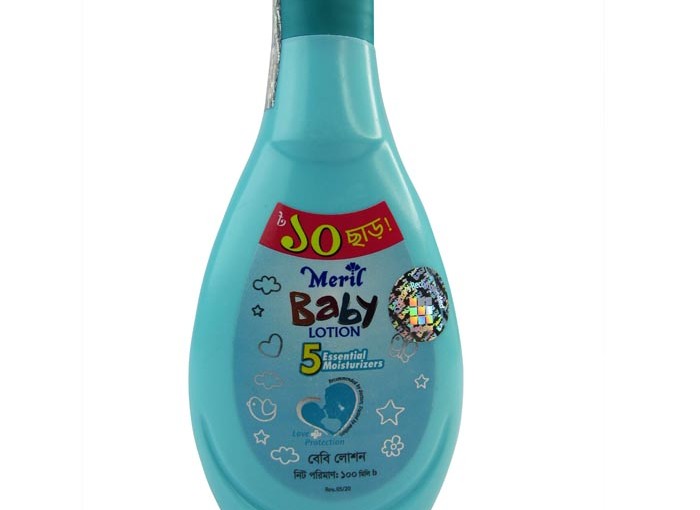 ৳ ১০ ছাড়!
Meril
Baby
LOTION
5 Essential
Moisturizers
Love
Protection
বেবি লোশন
নিট পরিমাণ: ১০০ মিলি ৳